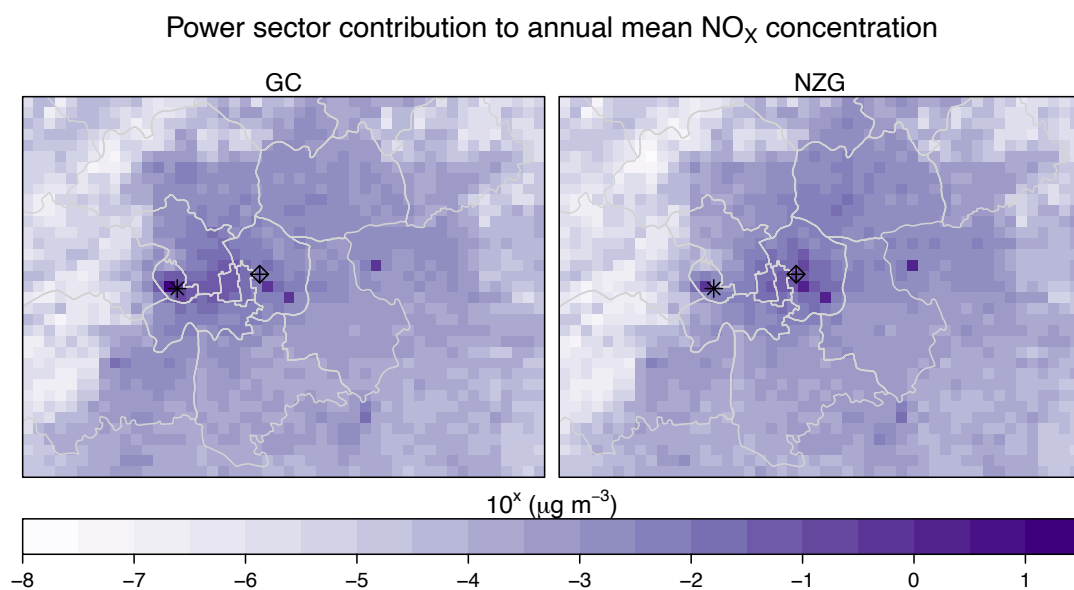 Power sector contribution to annual mean NOX concentration
GC NZG
10^x (μg m^−3)
−8 −7 −6 −5 −4 −3 −2 −1 0 1